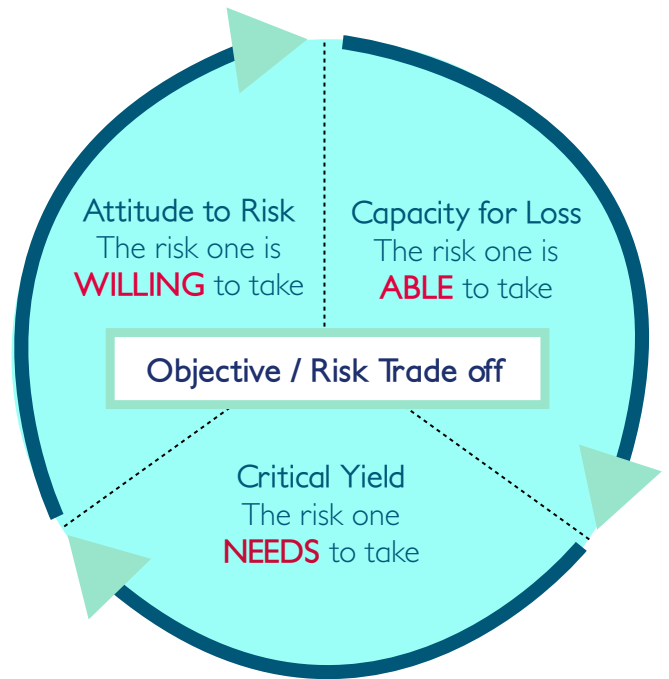 Attitude to Risk
The risk one is
WILLING to take
Capacity for Loss
The risk one is
ABLE to take
Objective / Risk Trade off
Critical Yield
The risk one
NEEDS to take